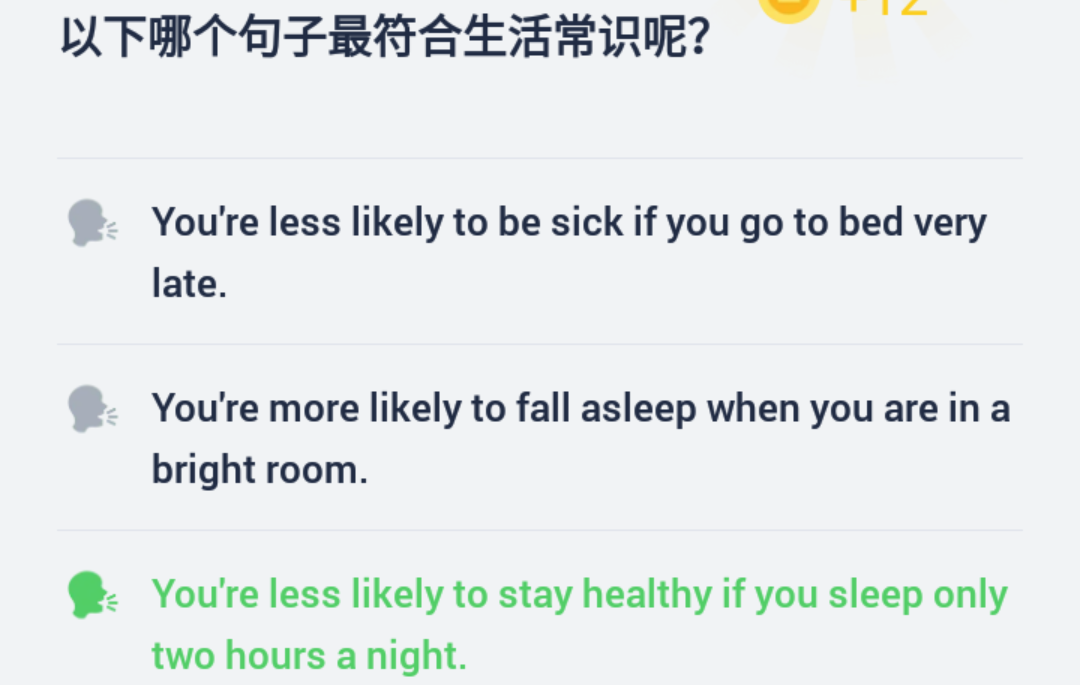 以下哪个句子最符合生活常识呢?
You're less likely to be sick if you go to bed very
late.
You're more likely to fall asleep when you are in a
bright room.
You're less likely to stay healthy if you sleep only
two hours a night.